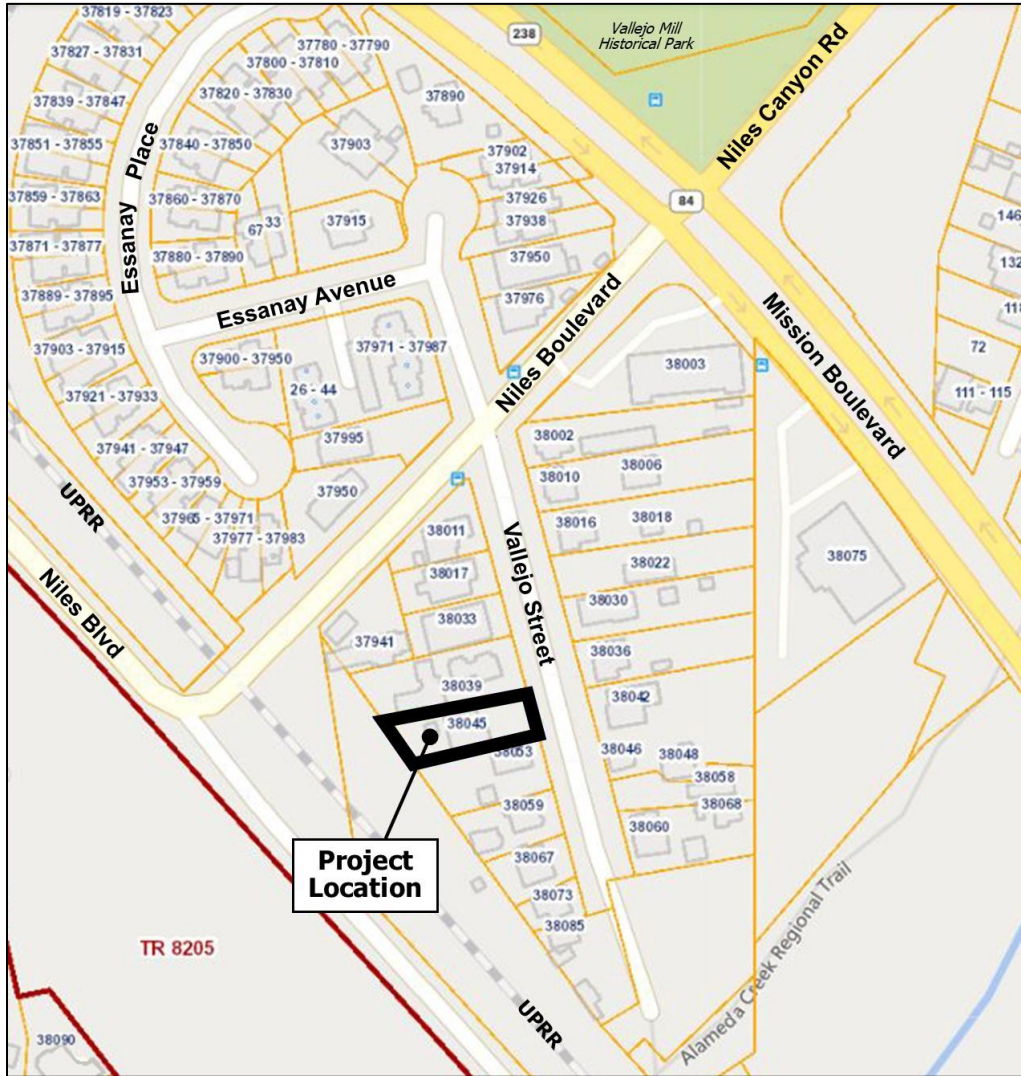 37819 - 37823
37827 - 37831
37839 - 37847
37851 - 37855
37859 - 37863
37871 - 37877
37889 - 37895
37903 - 37915
37921 - 37933
37941 - 37947
37953 - 37959
37965 - 37971
37977 - 37983
Essanay Place
37780 - 37790
37800 - 37810
37820 - 37830
37840 - 37850
37860 - 37870
67
33
37880 - 37890
37903
37915
37890
37902
37914
37926
37938
37950
37976
238
Vallejo Mill
Historical Park
Niles Canyon Rd
84
Mission Boulevard
146
132
118
72
111 - 115
Essanay Avenue
37900 - 37950
26 - 44
37971 - 37987
37995
37950
Niles Boulevard
38003
38002
38006
38010
38016
38018
38022
38030
38036
38042
38046
38048
38058
38068
38060
38075
Vallejo Street
38011
38017
38033
37941
38039
38045
38053
38059
38067
38073
38085
UPRR
Niles Blvd
Project
Location
TR 8205
38090
UPRR
Alameda Creek Regional Trail